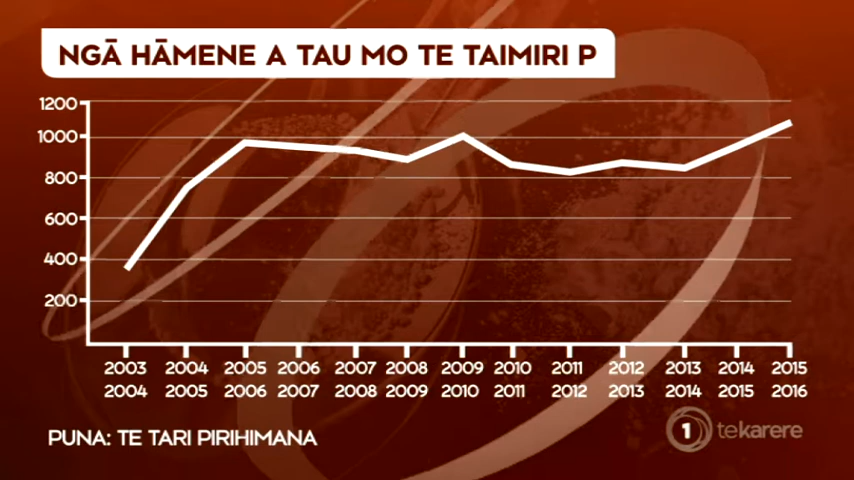 NGĀ HĀMENE A TAU MO TE TAIMIRI P
1200
1000
800
600
400
200
2003 2004 2005 2006 2007 2008 2009 2010 2011 2012 2013 2014 2015
2004 2005 2006 2007 2008 2009 2010 2011 2012 2013 2014 2015 2016
PUNA: TE TARI PIRIHIMANA
1 tekarere